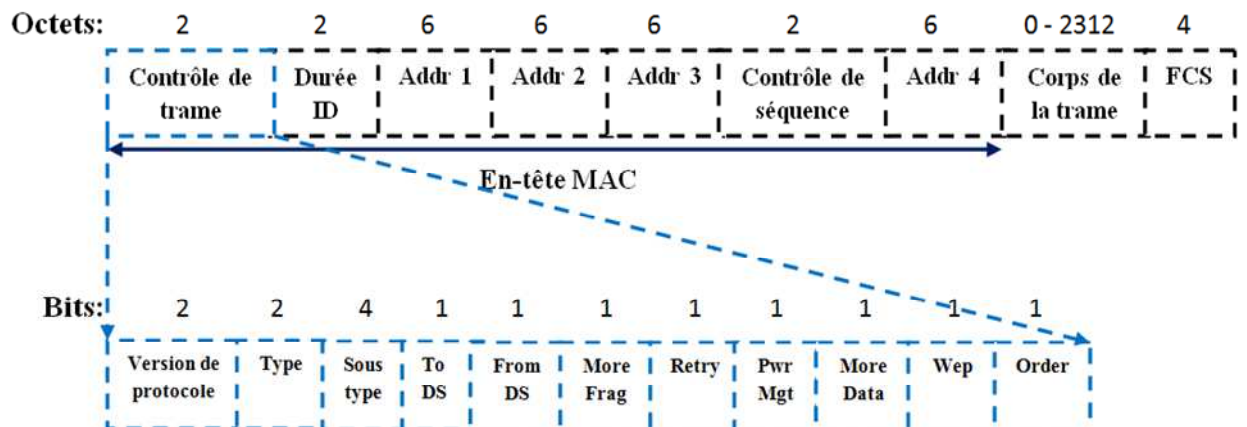 Octets: 2 2 6 6 6 2 6 0 - 2312 4
Contrôle de trame Durée ID Addr 1 Addr 2 Addr 3 Contrôle de séquence Addr 4 Corps de la trame FCS
En-tête MAC
Bits: 2 2 4 1 1 1 1 1 1 1 1
Version de protocole Type Sous type To DS From DS More Frag Retry Pwr Mgt More Data Wep Order